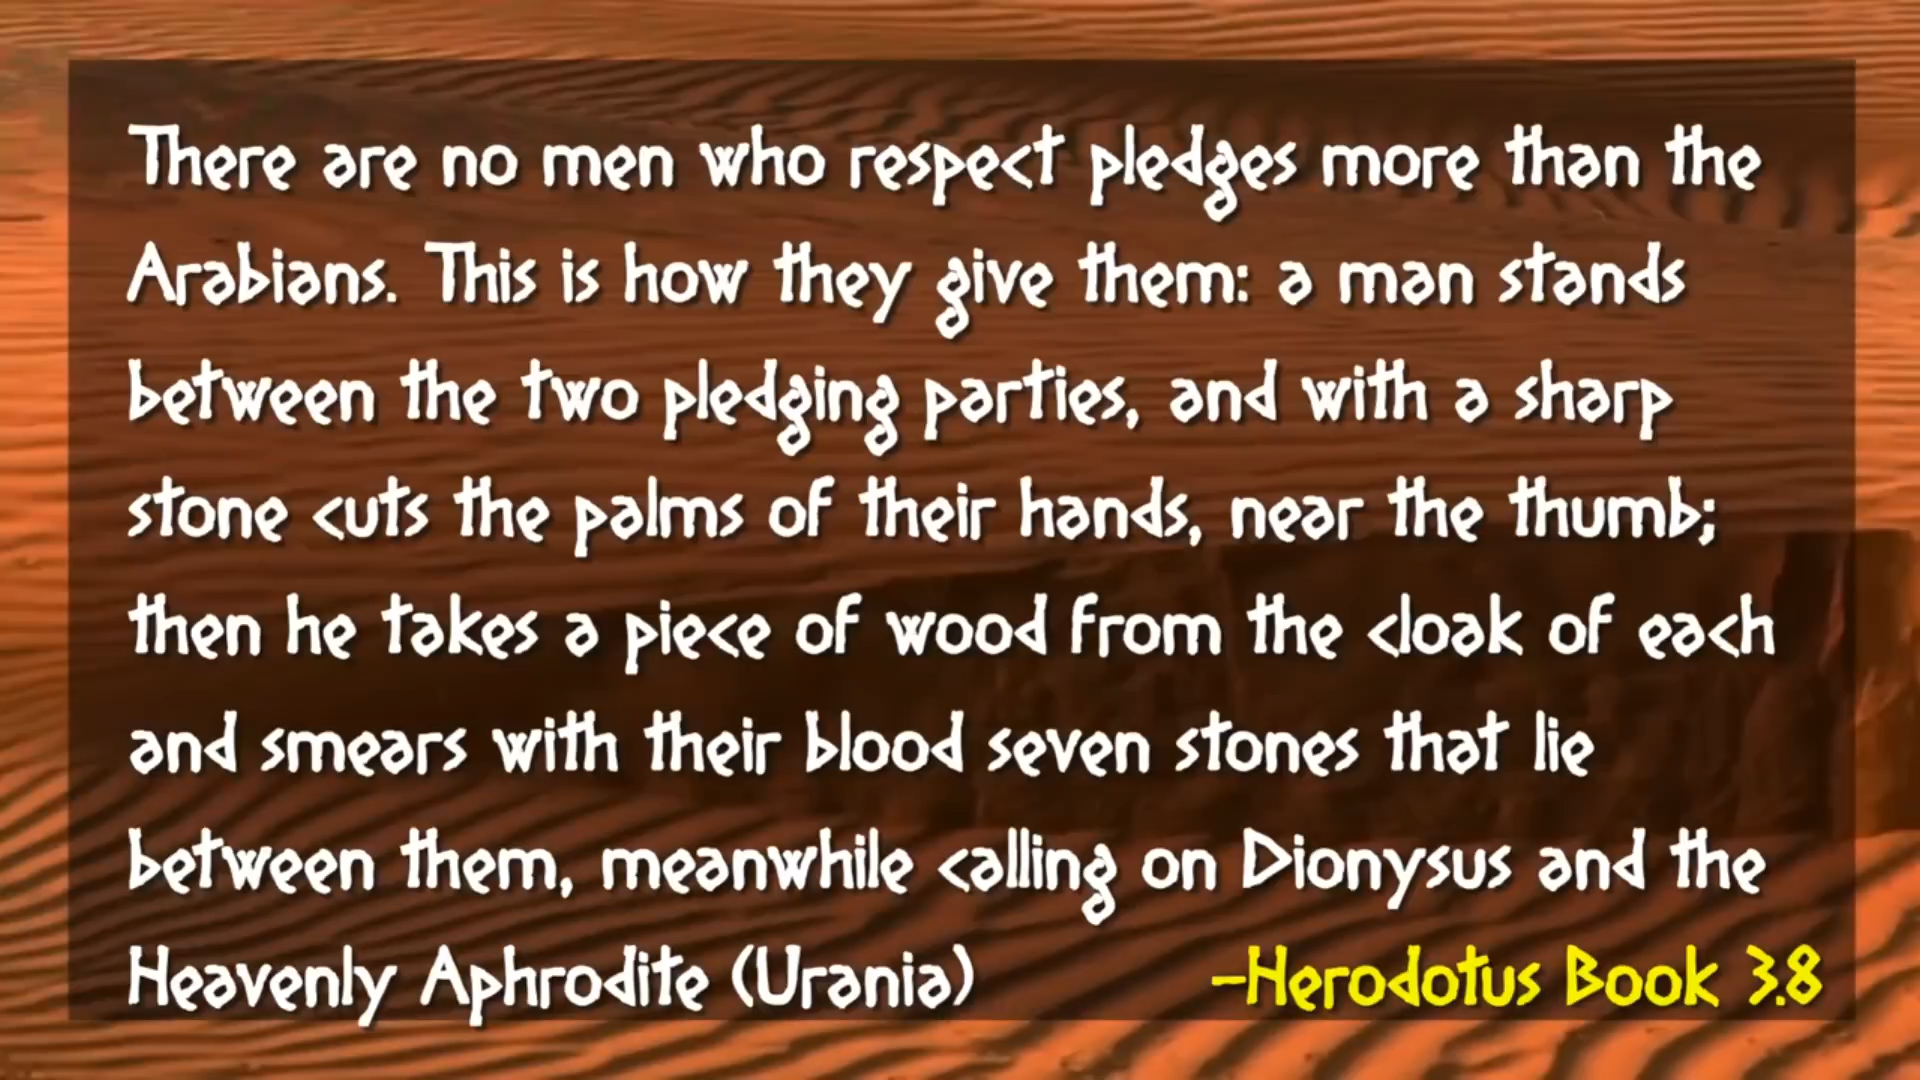 There are no men who respect pledges more than the
Arabians. This is how they give them: a man stands
between the two pledging parties, and with a sharp
stone cuts the palms of their hands, near the thumb;
then he takes a piece of wood from the cloak of each
and smears with their blood seven stones that lie
between them, meanwhile calling on Dionysus and the
Heavenly Aphrodite (Urania) -Herodotus Book 3.8